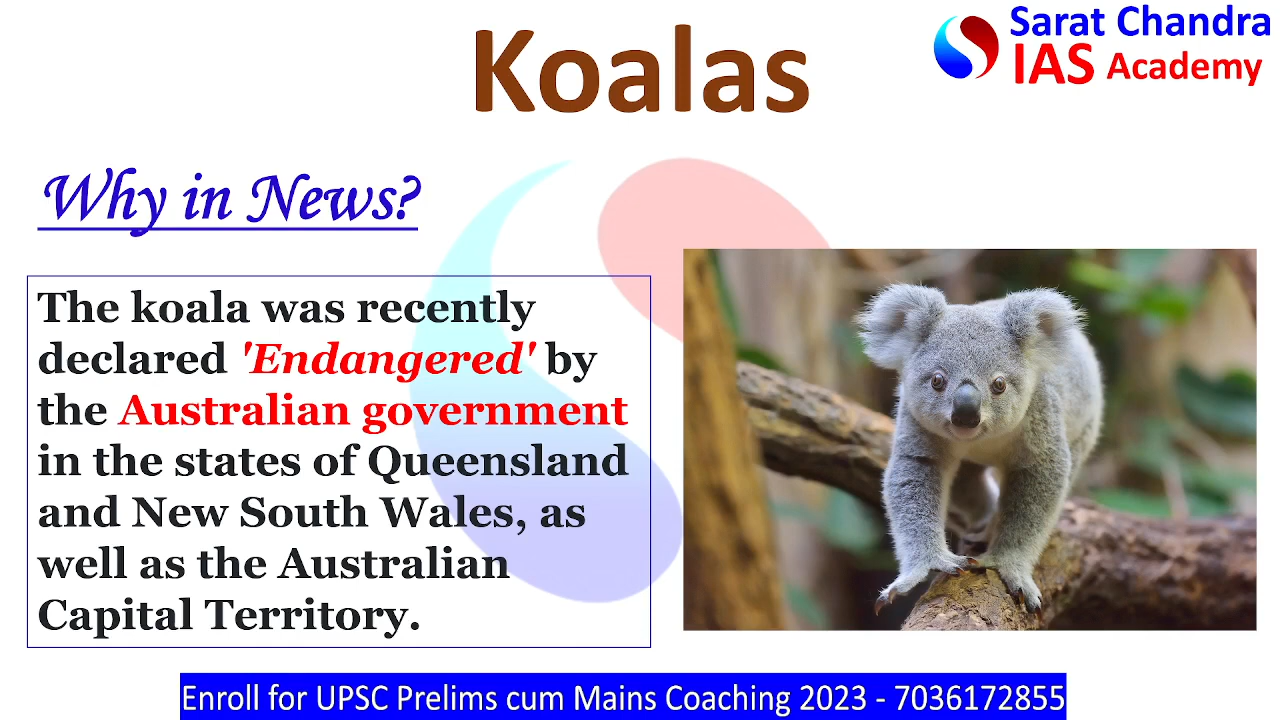 Koalas
Sarat Chandra
IAS Academy
Why in News?
The koala was recently
declared 'Endangered' by
the Australian government
in the states of Queensland
and New South Wales, as
well as the Australian
Capital Territory.
Enroll for UPSC Prelims cum Mains Coaching 2023 - 7036172855